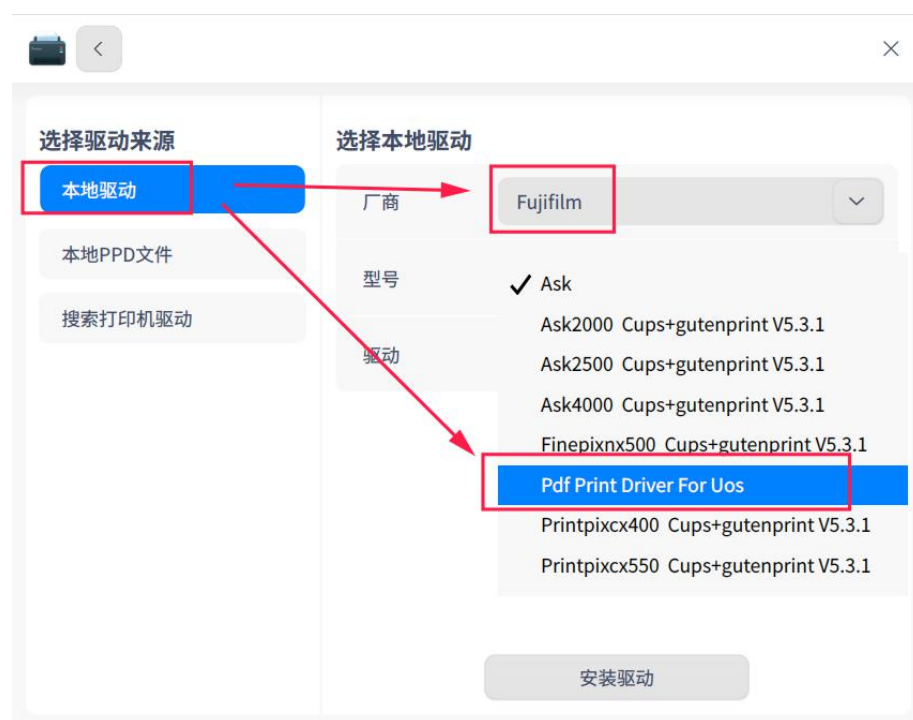 选择驱动来源
本地驱动
本地PPD文件
搜索打印机驱动
选择本地驱动
厂商
Fujifilm
型号
Ask
Ask2000 Cups+gutenprint V5.3.1
Ask2500 Cups+gutenprint V5.3.1
Ask4000 Cups+gutenprint V5.3.1
Finepixnx500 Cups+gutenprint V5.3.1
Pdf Print Driver For Uos
Printpixcx400 Cups+gutenprint V5.3.1
Printpixcx550 Cups+gutenprint V5.3.1
驱动
安装驱动